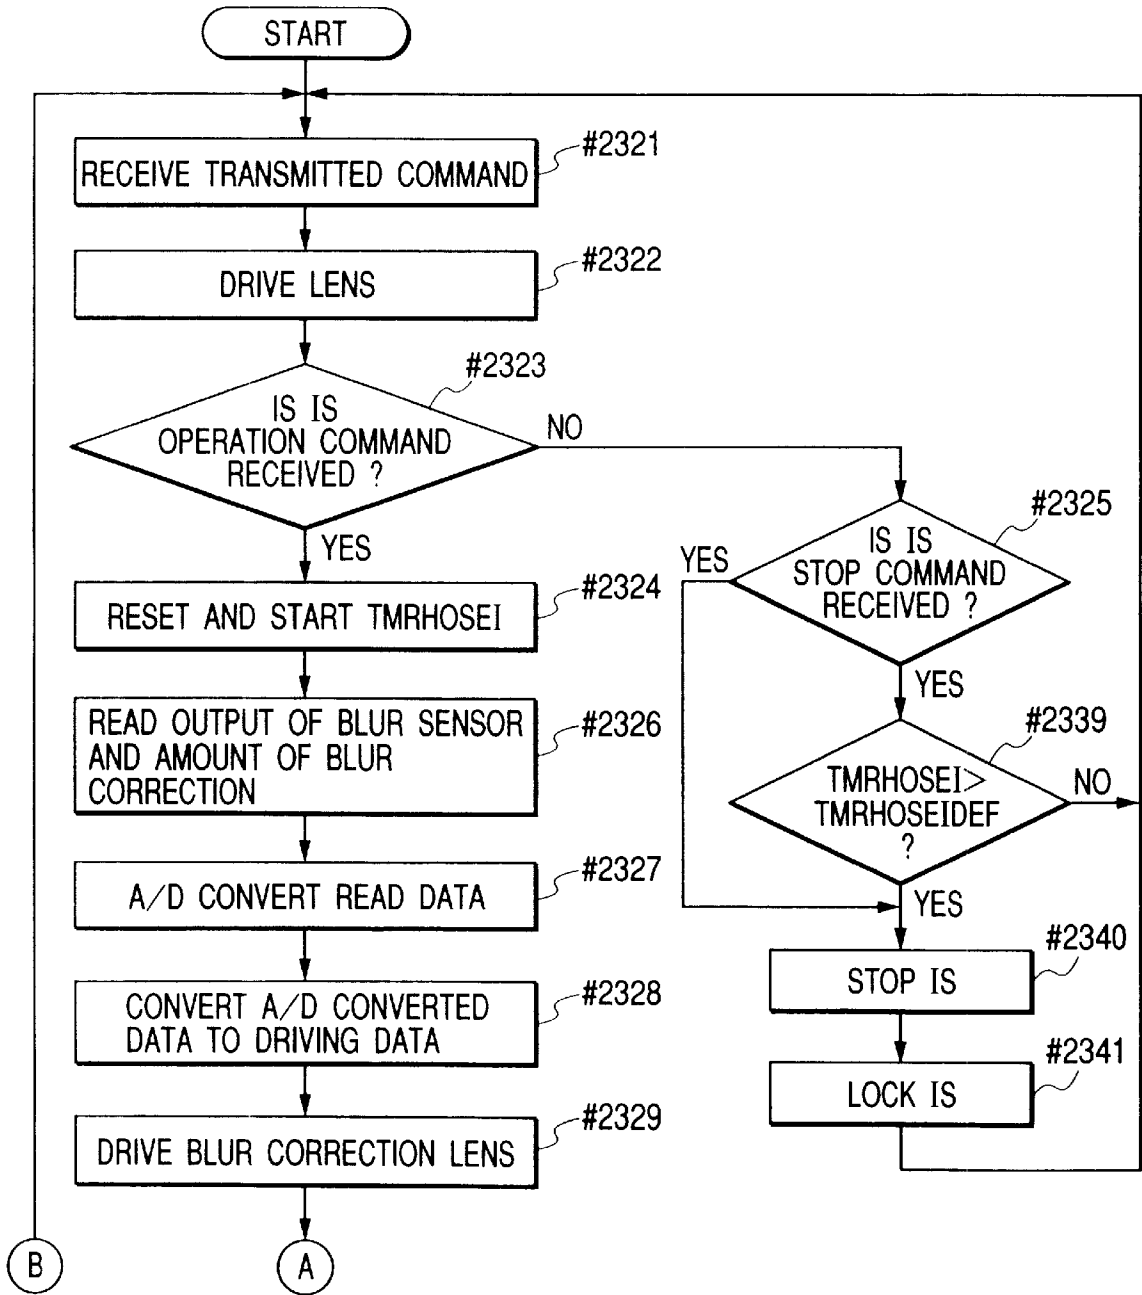 START
#2321
RECEIVE TRANSMITTED COMMAND
#2322
DRIVE LENS
#2323
IS IS
OPERATION COMMAND
RECEIVED ?
NO
YES
#2324
RESET AND START TMRHOSEI
#2326
READ OUTPUT OF BLUR SENSOR
AND AMOUNT OF BLUR
CORRECTION
#2327
A/D CONVERT READ DATA
#2328
CONVERT A/D CONVERTED
DATA TO DRIVING DATA
#2329
DRIVE BLUR CORRECTION LENS
B
A
#2325
IS IS
STOP COMMAND
RECEIVED ?
YES
YES
#2339
TMRHOSEI>
TMRHOSEIDEF
?
NO
YES
#2340
STOP IS
#2341
LOCK IS